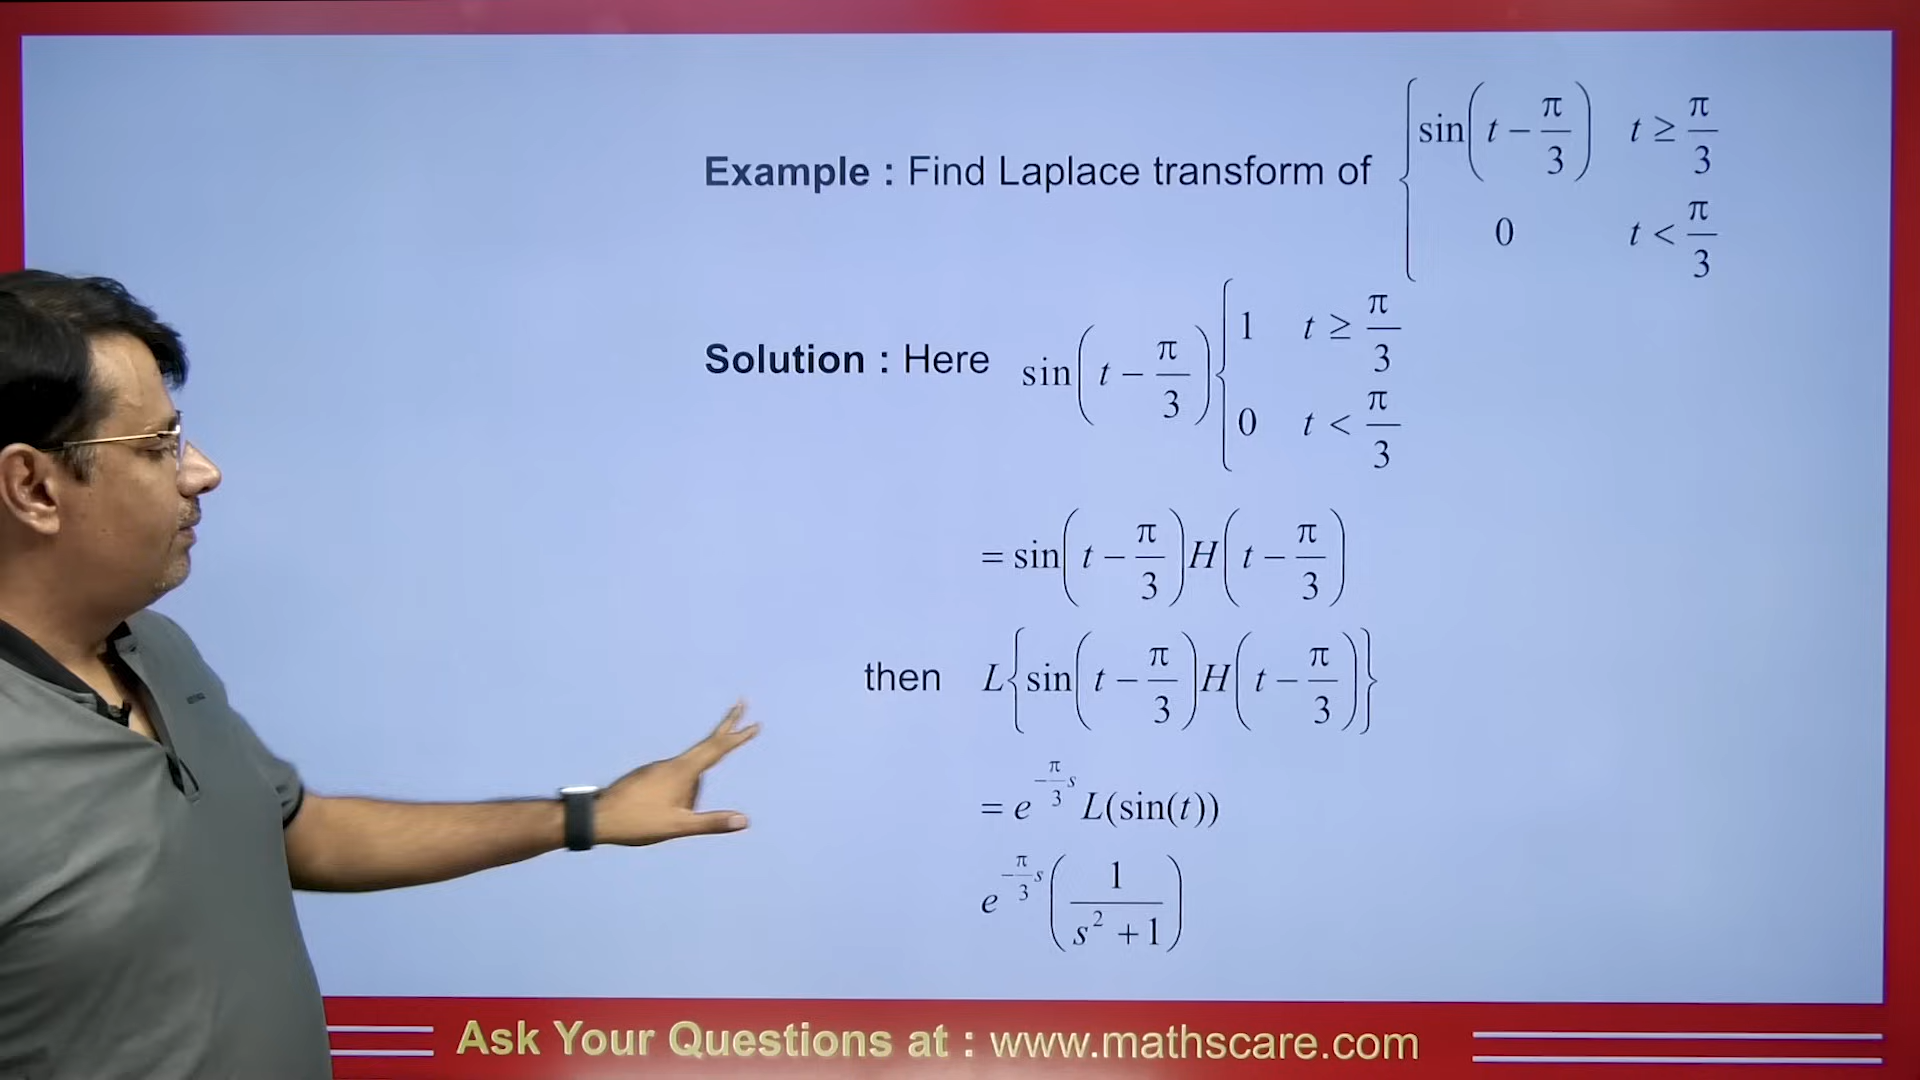 Example : Find Laplace transform of { sin(t − π/3) t ≥ π/3
0 t < π/3
Solution : Here sin(t − π/3) { 1 t ≥ π/3
0 t < π/3
= sin(t − π/3)H(t − π/3)
then L{sin(t − π/3)H(t − π/3)}
= e^(−π/3 s) L(sin(t))
e^(−π/3 s) (1/(s² + 1))
Ask Your Questions at : www.mathscare.com